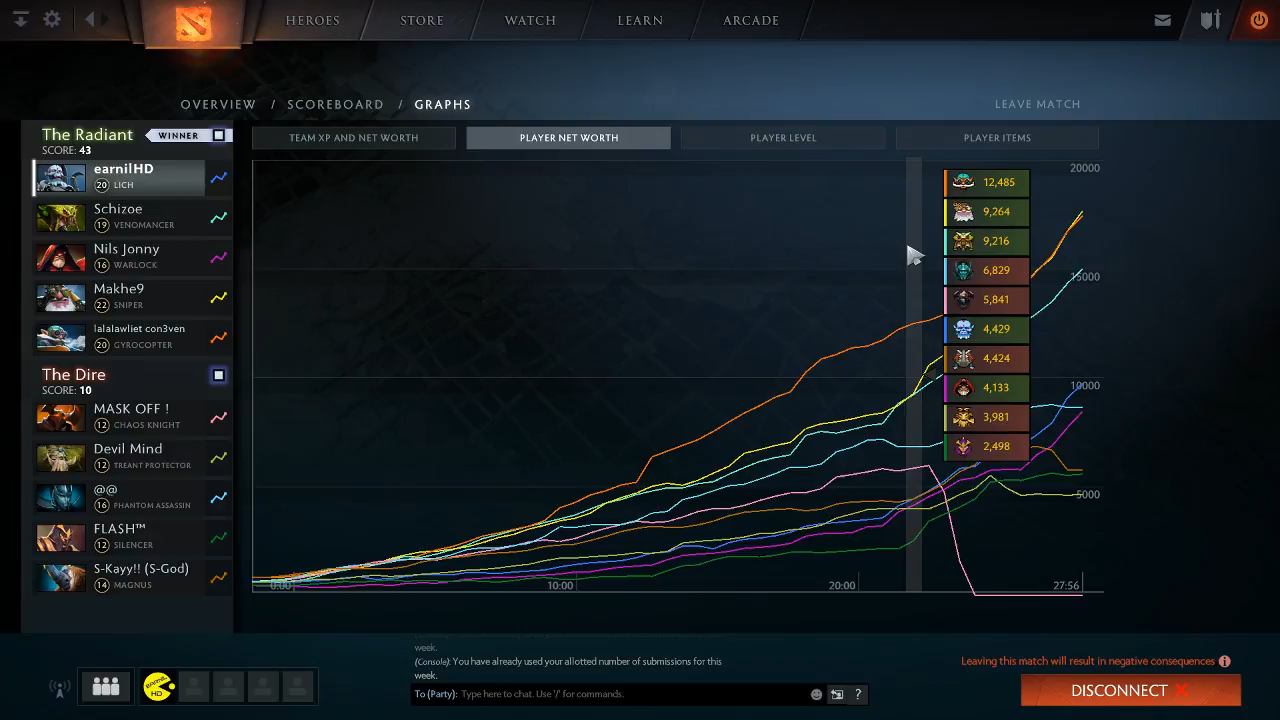 HEROES
STORE
WATCH
LEARN
ARCADE
OVERVIEW / SCOREBOARD / GRAPHS
LEAVE MATCH
The Radiant
WINNER
SCORE: 43
earnilHD
20 LICH
Schizoe
19 VENOMANCER
Nils Jonny
16 WARLOCK
Makhe9
22 SNIPER
lalalawliet con3ven
20 GYROCOPTER
The Dire
SCORE: 10
MASK OFF !
12 CHAOS KNIGHT
Devil Mind
12 TREANT PROTECTOR
@@
16 PHANTOM ASSASSIN
FLASH™
12 SILENCER
S-Kayy!! (S-God)
14 MAGNUS
TEAM XP AND NET WORTH
PLAYER NET WORTH
PLAYER LEVEL
PLAYER ITEMS
20000
15000
10000
5000
12,485
9,264
9,216
6,829
5,841
4,429
4,424
4,133
3,981
2,498
0:00
10:00
20:00
27:56
week.
(Console): You have already used your allotted number of submissions for this
week.
To (Party): Type here to chat. Use '/' for commands.
?
EARNIL
HD
Leaving this match will result in negative consequences
DISCONNECT